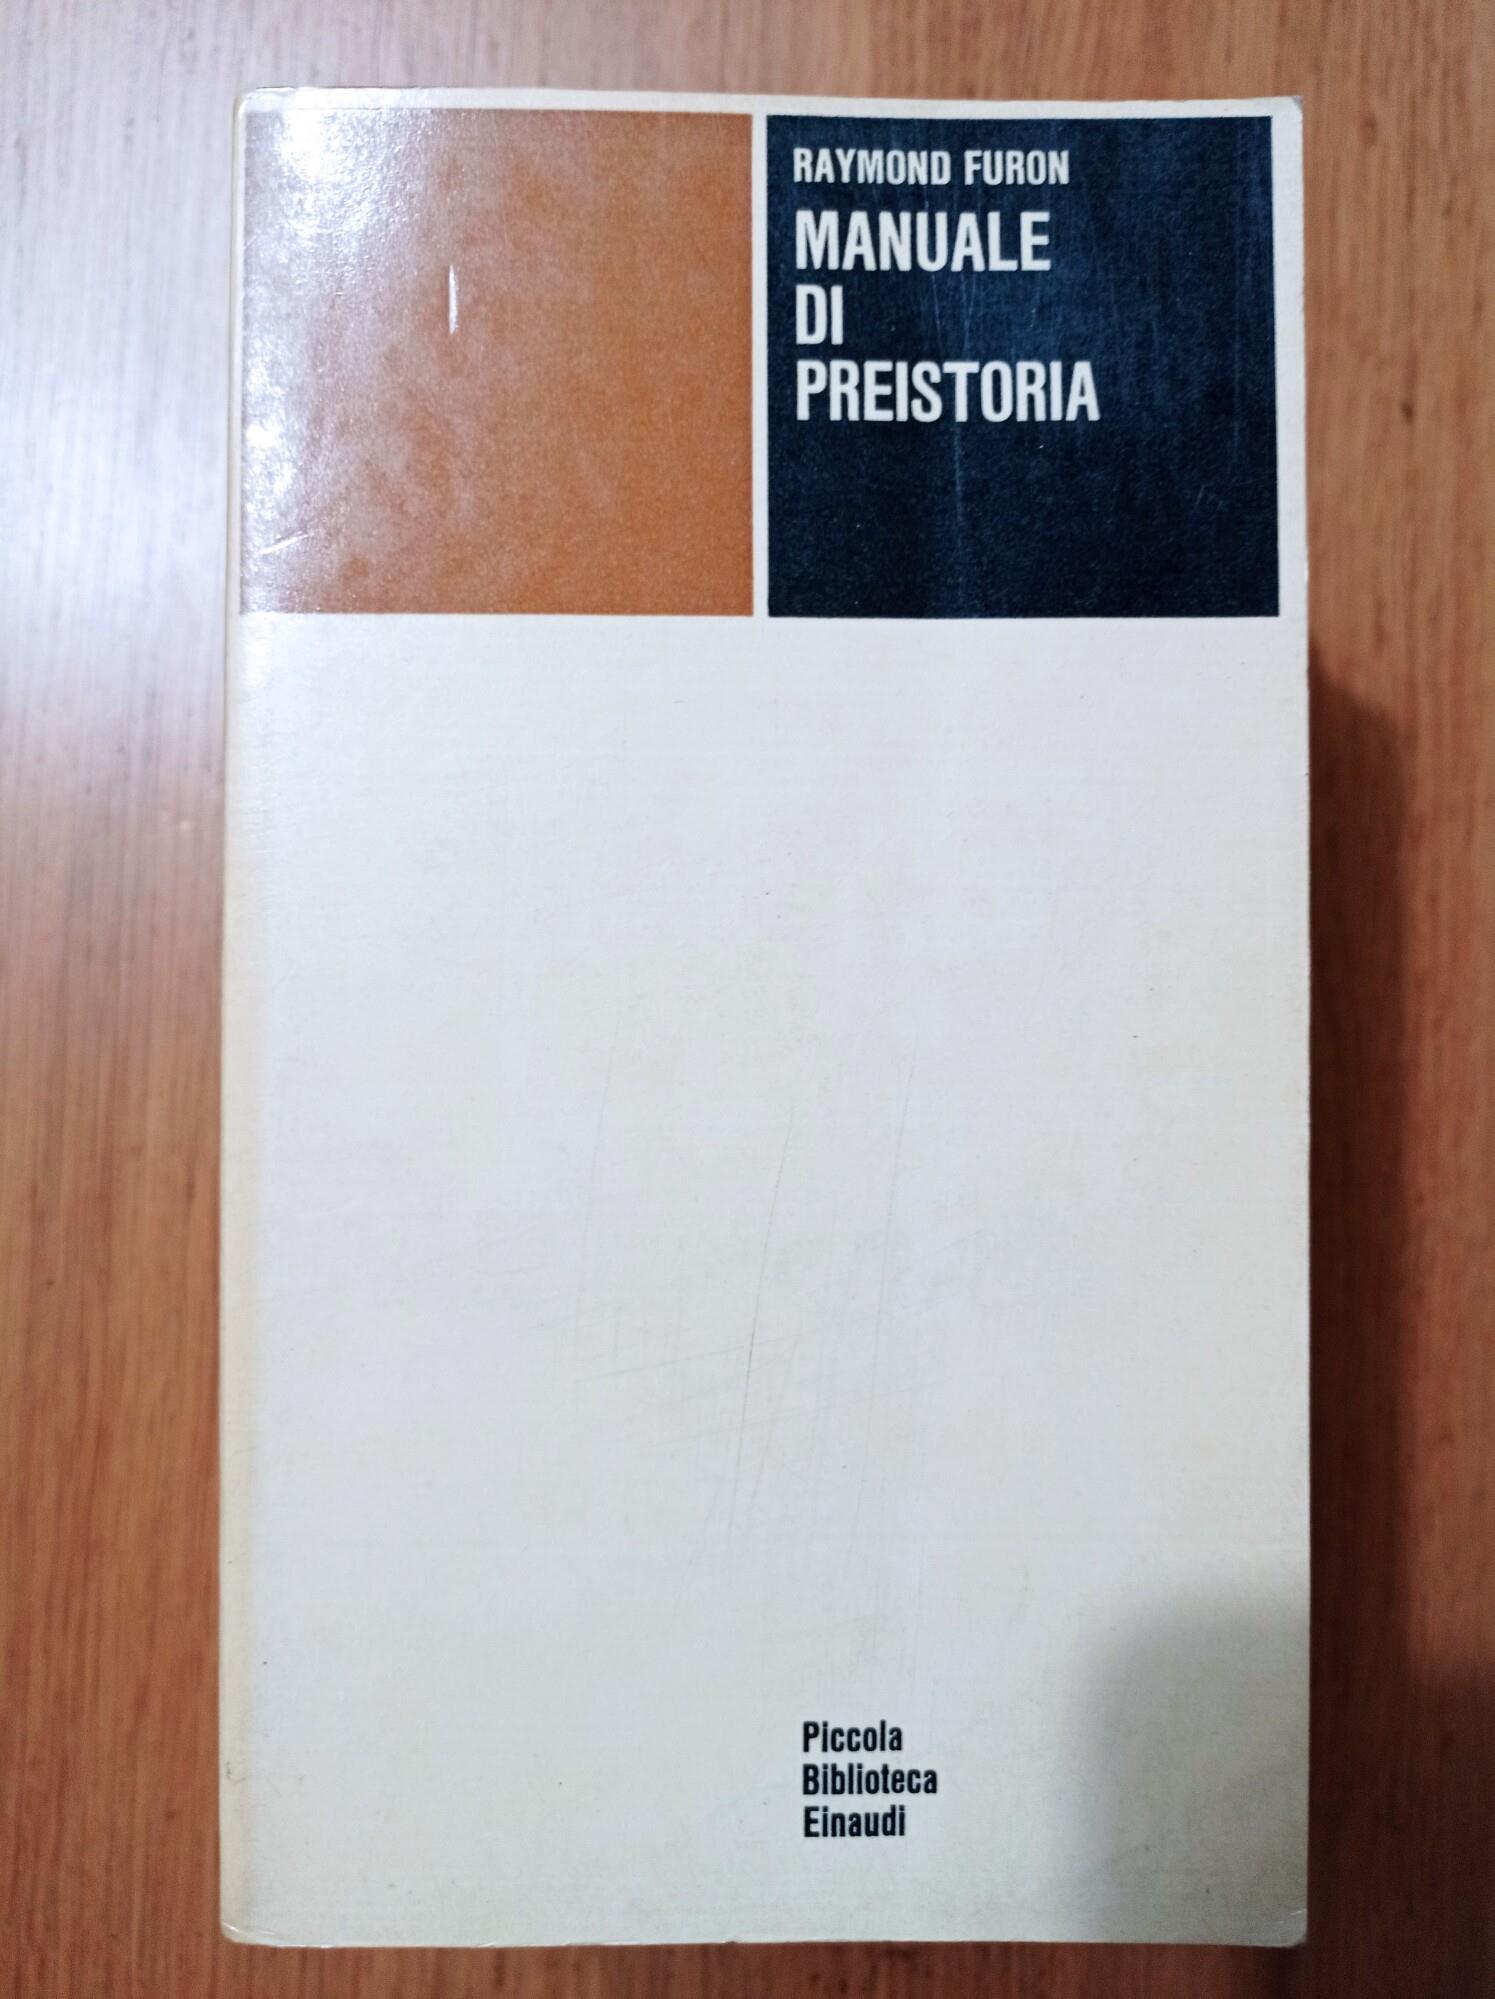 RAYMOND FURON
MANUALE
DI
PREISTORIA
Piccola
Biblioteca
Einaudi